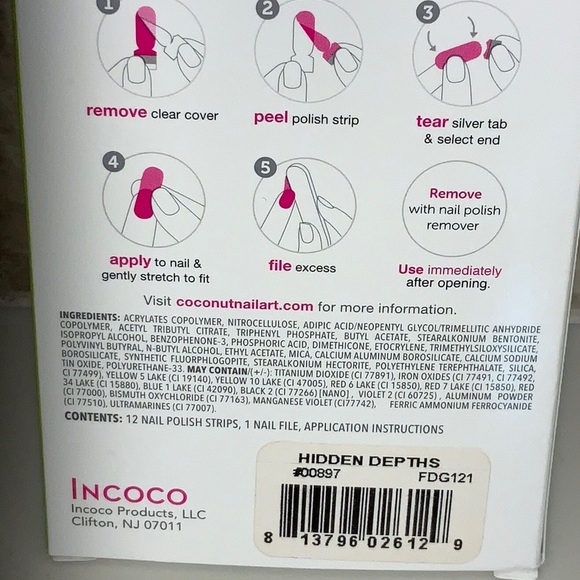 1
2
3
remove clear cover
peel polish strip
tear silver tab
& select end
4
5
Remove
with nail polish
remover
apply to nail &
gently stretch to fit
file excess
Use immediately
after opening.
Visit coconutnailart.com for more information.
INGREDIENTS: ACRYLATES COPOLYMER, NITROCELLULOSE, ADIPIC ACID/NEOPENTYL GLYCOL/TRIMELLITIC ANHYDRIDE
COPOLYMER, ACETYL TRIBUTYL CITRATE, TRIPHENYL PHOSPHATE, BUTYL ACETATE, STEARALKONIUM BENTONITE,
ISOPROPYL ALCOHOL, BENZOPHENONE-3, PHOSPHORIC ACID, DIMETHICONE, ETOCRYLENE, TRIMETHYLSILOXYSILICATE,
POLYVINYL BUTYRAL, N-BUTYL ALCOHOL, ETHYL ACETATE, MICA, CALCIUM ALUMINUM BOROSILICATE, CALCIUM SODIUM
BOROSILICATE, SYNTHETIC FLUORPHLOGOPITE, STEARALKONIUM HECTORITE, POLYETHYLENE TEREPHTHALATE, SILICA,
TIN OXIDE, POLYURETHANE-33. MAY CONTAIN/(+/-): TITANIUM DIOXIDE (CI 77891), IRON OXIDES (CI 77491, CI 77492,
CI 77499), YELLOW 5 LAKE (CI 19140), YELLOW 10 LAKE (CI 47005), RED 6 LAKE (CI 15850), RED 7 LAKE (CI 15850), RED
34 LAKE (CI 15880), BLUE 1 LAKE (CI 42090), BLACK 2 (CI 77266) [NANO], VIOLET 2 (CI 60725), ALUMINUM POWDER
(CI 77000), BISMUTH OXYCHLORIDE (CI 77163), MANGANESE VIOLET (CI77742), FERRIC AMMONIUM FERROCYANIDE
(CI 77510), ULTRAMARINES (CI 77007).
CONTENTS: 12 NAIL POLISH STRIPS, 1 NAIL FILE, APPLICATION INSTRUCTIONS
INCOCO
Incoco Products, LLC
Clifton, NJ 07011
HIDDEN DEPTHS
#00897 FDG121
8 13796 02612 9